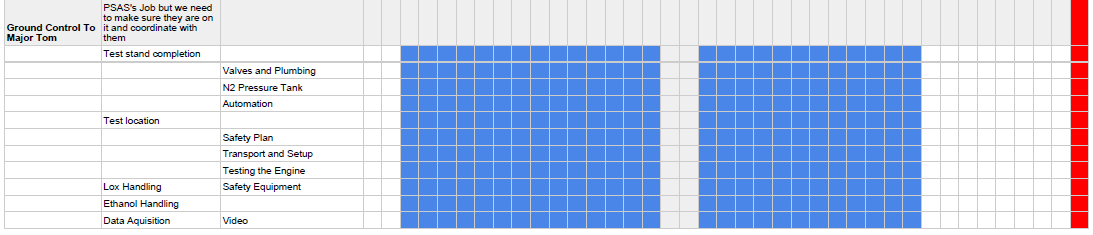 PSAS's Job but we need
to make sure they are on
Ground Control To it and coordinate with
Major Tom them
Test stand completion
Valves and Plumbing
N2 Pressure Tank
Automation
Test location
Safety Plan
Transport and Setup
Testing the Engine
Lox Handling Safety Equipment
Ethanol Handling
Data Aquisition Video